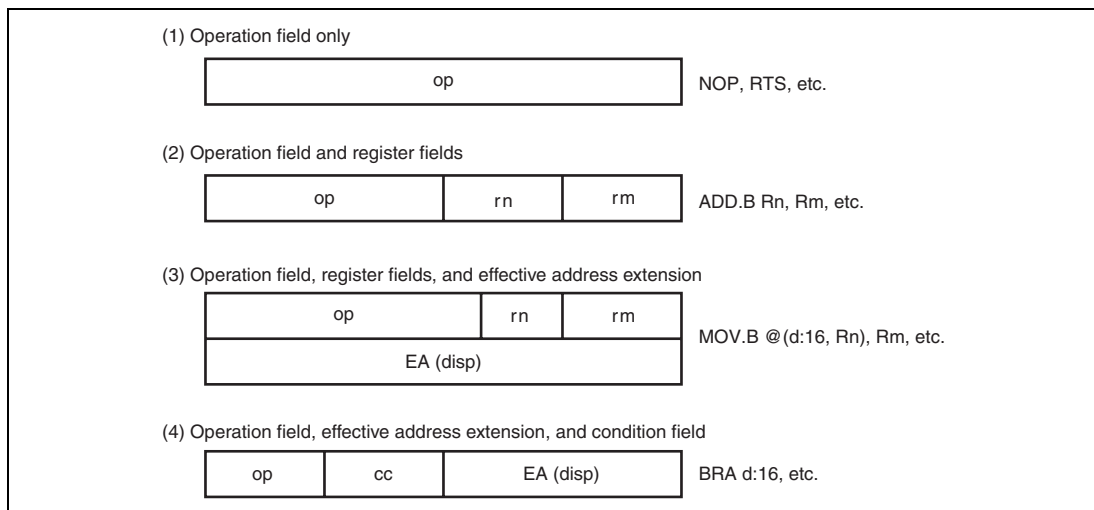 (1) Operation field only
op
NOP, RTS, etc.
(2) Operation field and register fields
op rn rm
ADD.B Rn, Rm, etc.
(3) Operation field, register fields, and effective address extension
op rn rm
MOV.B @(d:16, Rn), Rm, etc.
EA (disp)
(4) Operation field, effective address extension, and condition field
op cc EA (disp)
BRA d:16, etc.